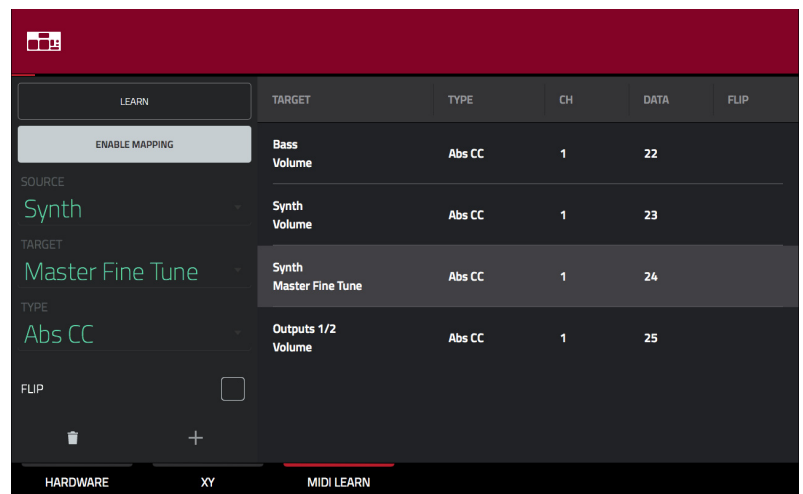 LEARN
ENABLE MAPPING
SOURCE
Synth
TARGET
Master Fine Tune
TYPE
Abs CC
FLIP
TARGET TYPE CH DATA FLIP
Bass
Volume Abs CC 1 22
Synth
Volume Abs CC 1 23
Synth
Master Fine Tune Abs CC 1 24
Outputs 1/2
Volume Abs CC 1 25
HARDWARE XY MIDI LEARN